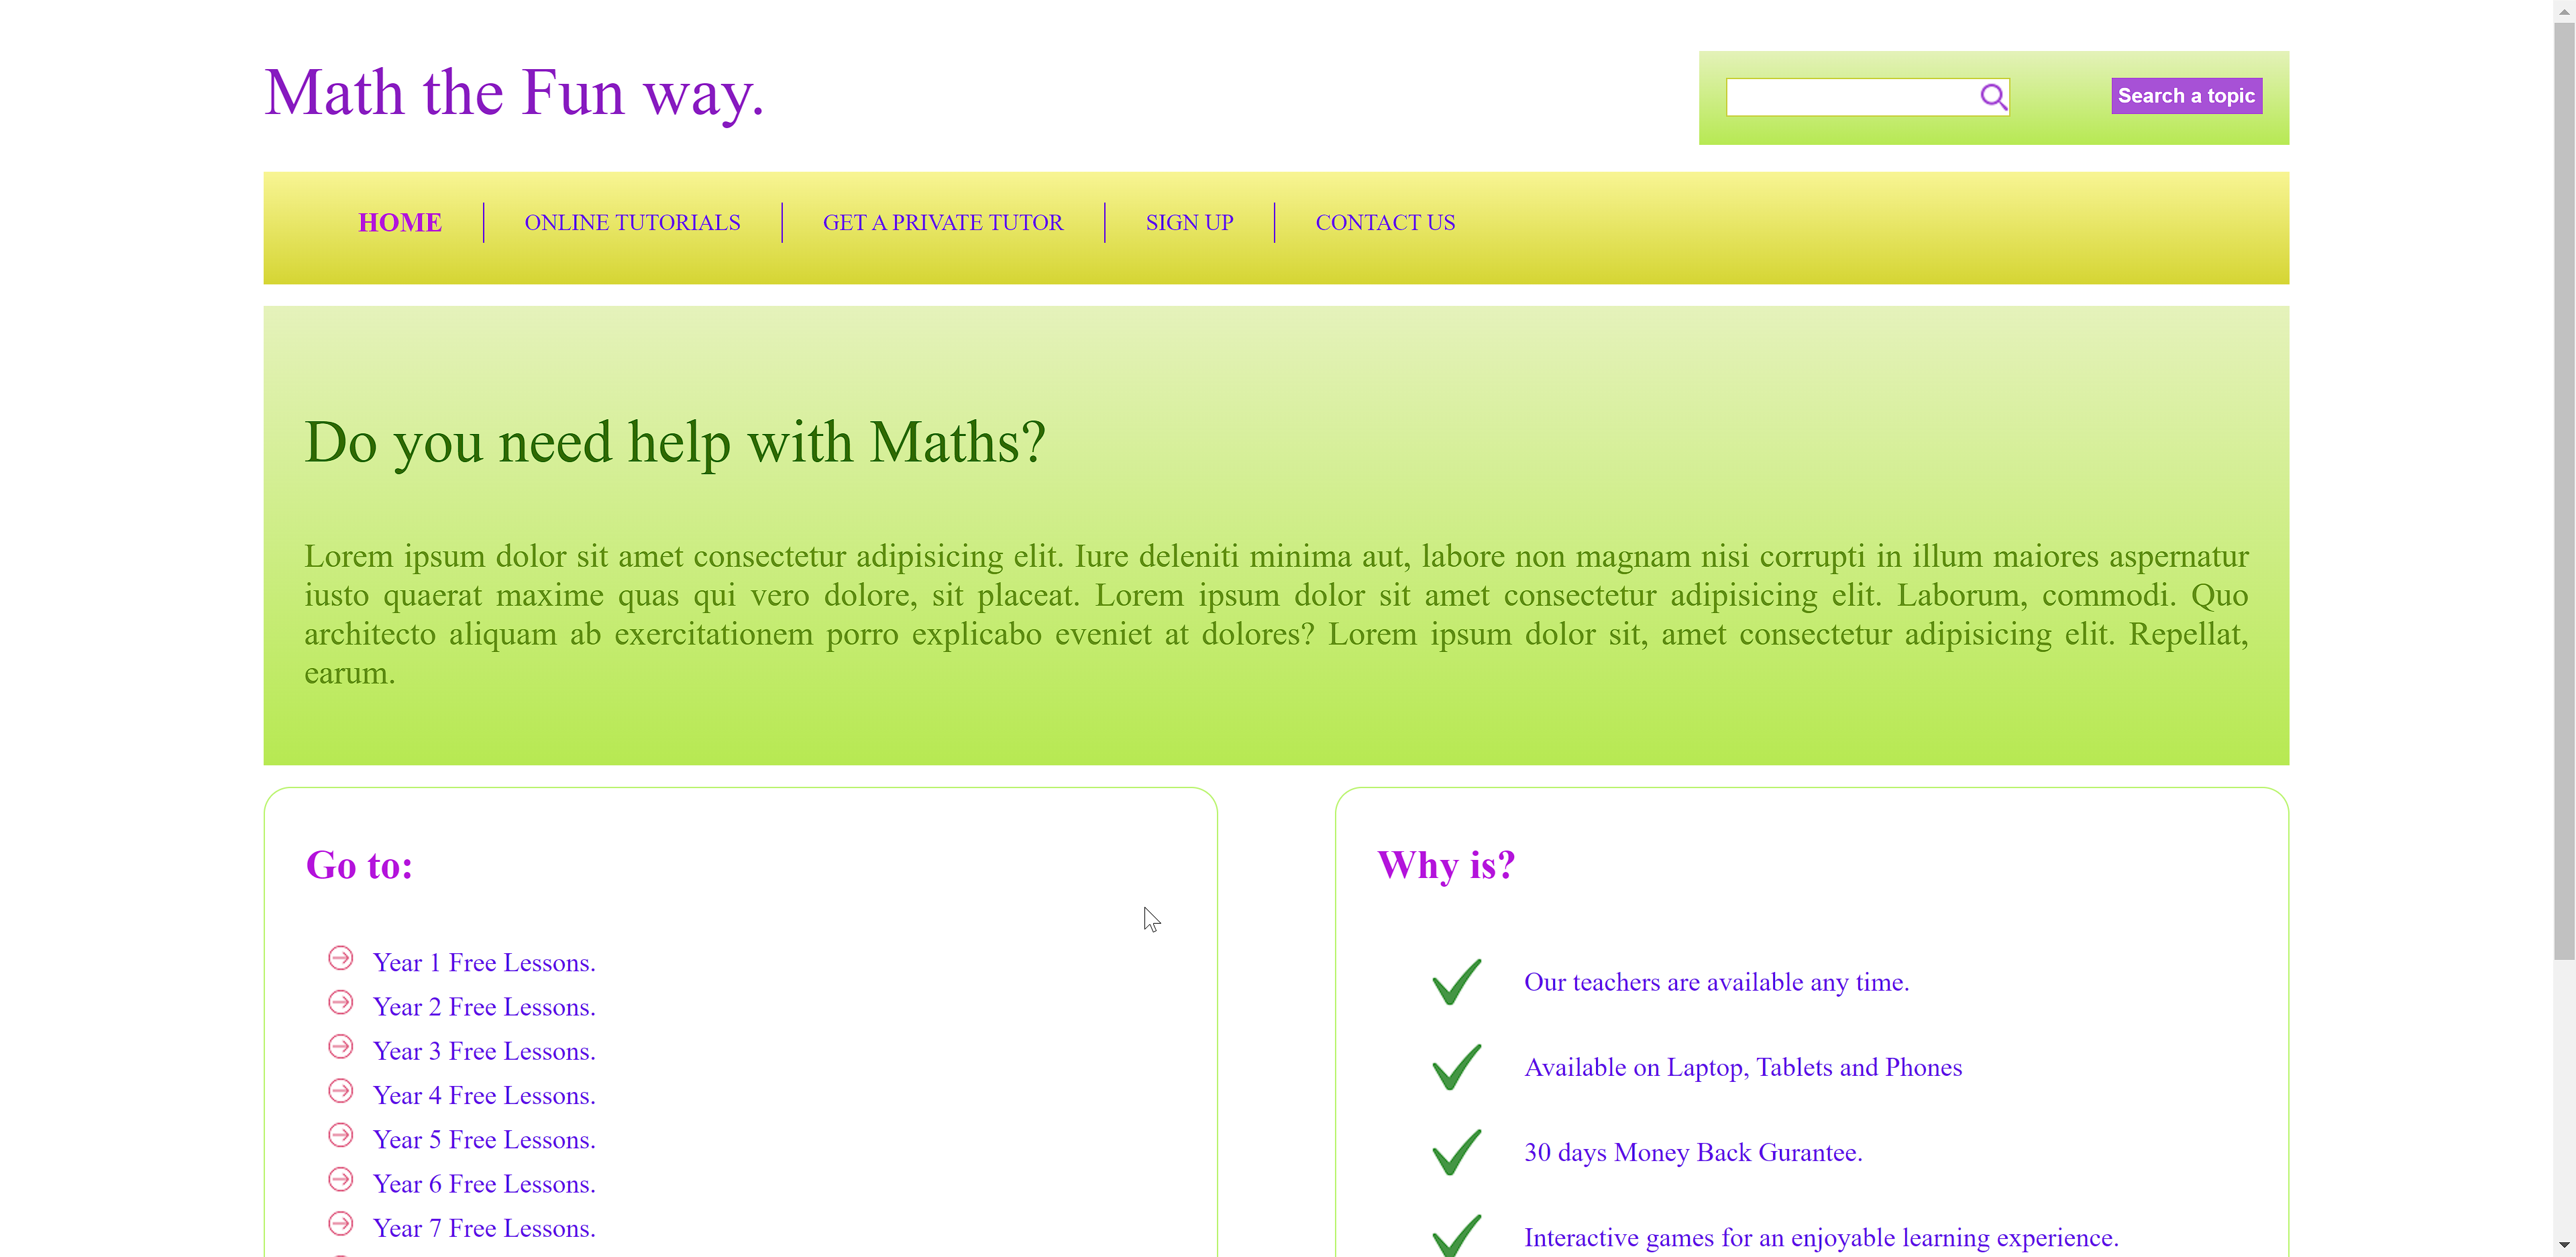 Math the Fun way.
Search a topic
HOME
ONLINE TUTORIALS
GET A PRIVATE TUTOR
SIGN UP
CONTACT US
Do you need help with Maths?
Lorem ipsum dolor sit amet consectetur adipisicing elit. Iure deleniti minima aut, labore non magnam nisi corrupti in illum maiores aspernatur
iusto quaerat maxime quas qui vero dolore, sit placeat. Lorem ipsum dolor sit amet consectetur adipisicing elit. Laborum, commodi. Quo
architecto aliquam ab exercitationem porro explicabo eveniet at dolores? Lorem ipsum dolor sit, amet consectetur adipisicing elit. Repellat,
earum.
Go to:
Year 1 Free Lessons.
Year 2 Free Lessons.
Year 3 Free Lessons.
Year 4 Free Lessons.
Year 5 Free Lessons.
Year 6 Free Lessons.
Year 7 Free Lessons.
Why is?
Our teachers are available any time.
Available on Laptop, Tablets and Phones
30 days Money Back Gurantee.
Interactive games for an enjoyable learning experience.